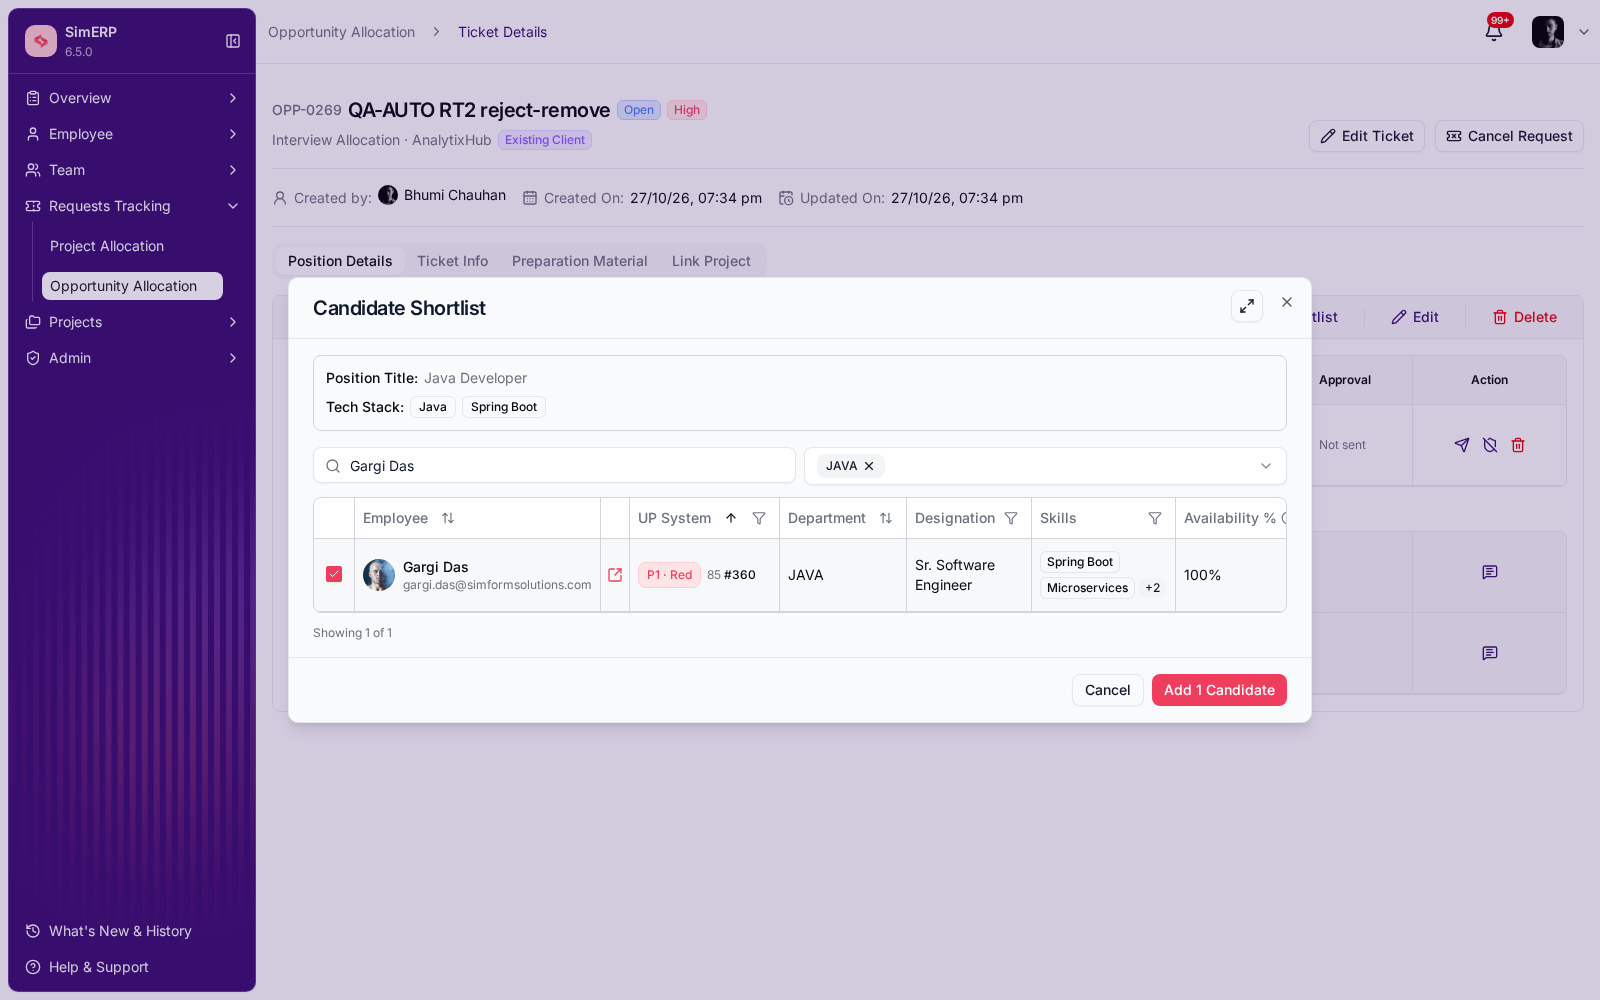 SimERP
6.5.0
Overview
Employee
Team
Requests Tracking
Project Allocation
Opportunity Allocation
Projects
Admin
What's New & History
Help & Support
Opportunity Allocation
Ticket Details
99+
OPP-0269 QA-AUTO RT2 reject-remove Open High
Interview Allocation · AnalytixHub Existing Client
Edit Ticket
Cancel Request
Created by: Bhumi Chauhan Created On: 27/10/26, 07:34 pm Updated On: 27/10/26, 07:34 pm
Position Details Ticket Info Preparation Material Link Project
tlist Edit Delete
Approval Action
Not sent
Candidate Shortlist
Position Title: Java Developer
Tech Stack: Java Spring Boot
Gargi Das
JAVA
Employee UP System Department Designation Skills Availability %
Gargi Das
gargi.das@simformsolutions.com
P1 · Red 85 #360
JAVA
Sr. Software
Engineer
Spring Boot
Microservices +2
100%
Showing 1 of 1
Cancel Add 1 Candidate